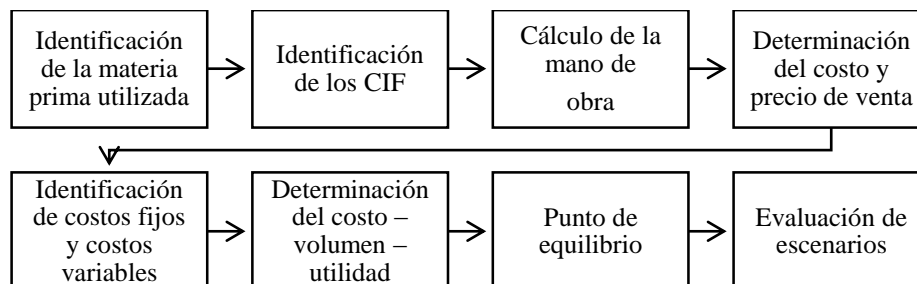 Identificación
de la materia
prima utilizada
Identificación
de los CIF
Cálculo de la
mano de
obra
Determinación
del costo y
precio de venta
Identificación
de costos fijos
y costos
variables
Determinación
del costo –
volumen –
utilidad
Punto de
equilibrio
Evaluación de
escenarios